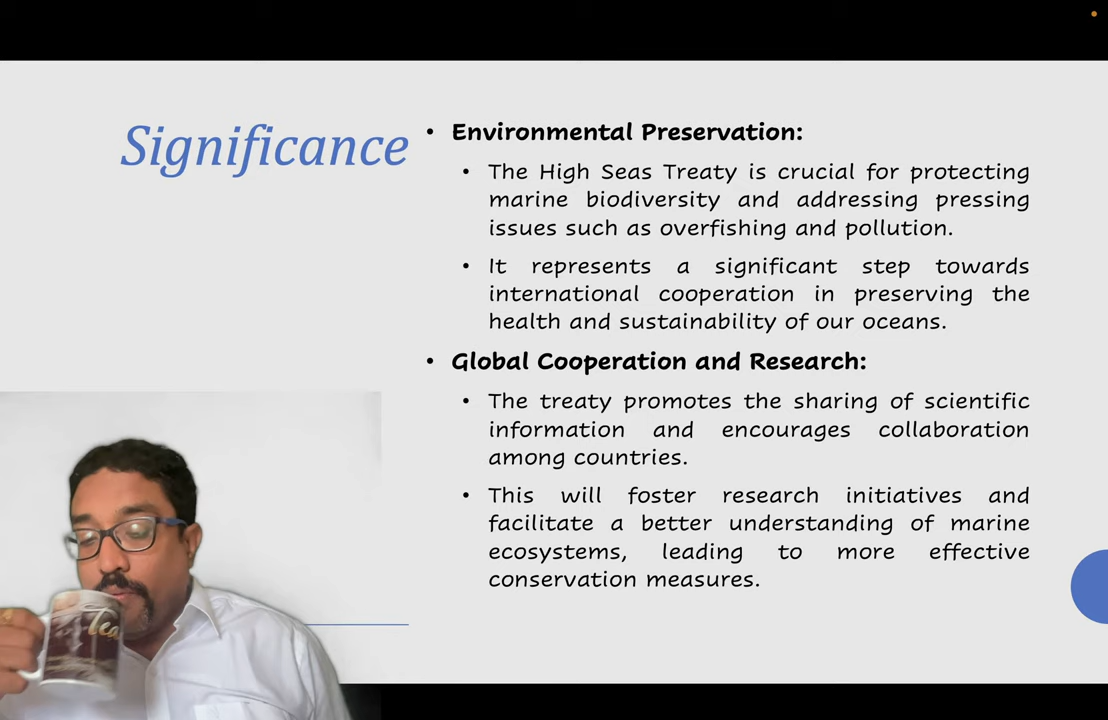 Significance
• Environmental Preservation:
• The High Seas Treaty is crucial for protecting
marine biodiversity and addressing pressing
issues such as overfishing and pollution.
• It represents a significant step towards
international cooperation in preserving the
health and sustainability of our oceans.
• Global Cooperation and Research:
• The treaty promotes the sharing of scientific
information and encourages collaboration
among countries.
• This will foster research initiatives and
facilitate a better understanding of marine
ecosystems, leading to more effective
conservation measures.
Tea